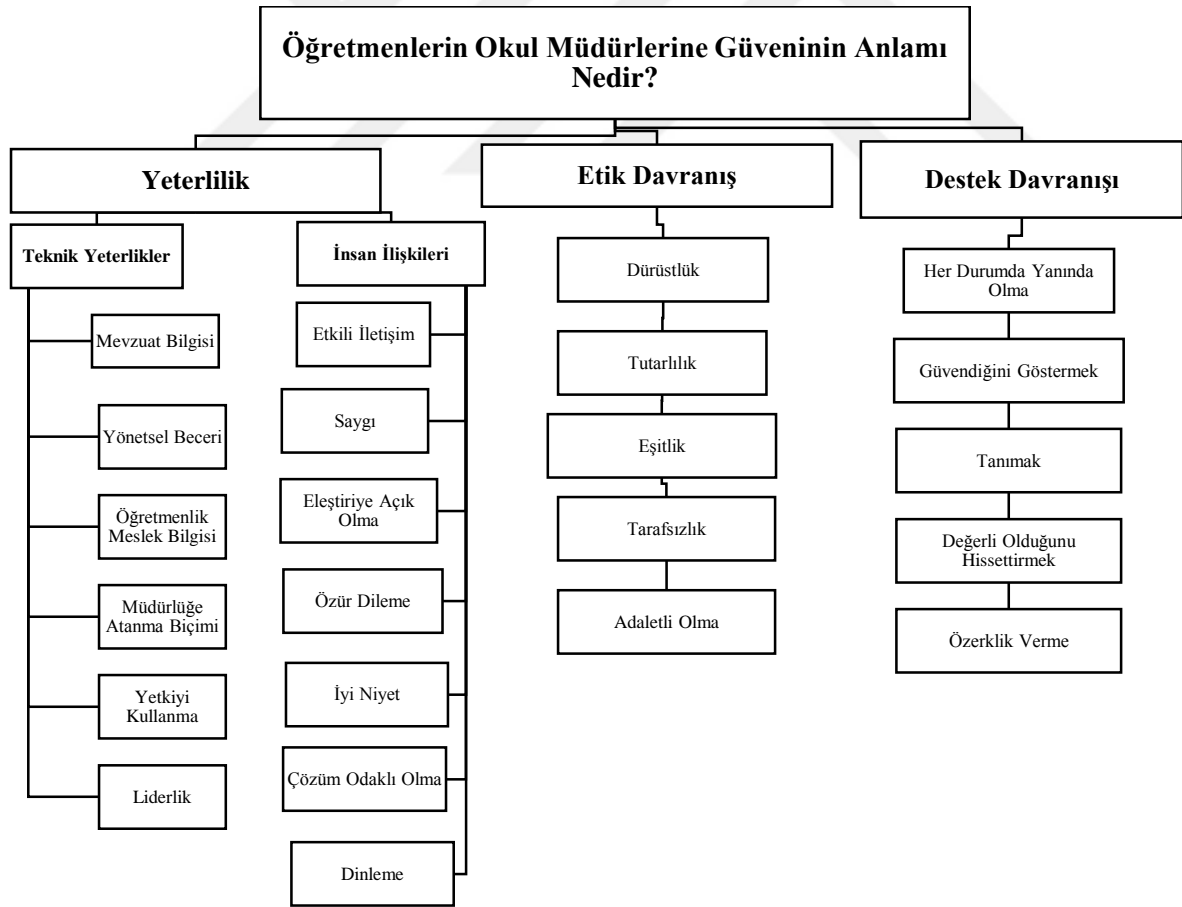 Öğretmenlerin Okul Müdürlerine Güveninin Anlamı
Nedir?
Yeterlilik
Etik Davranış
Destek Davranışı
Teknik Yeterlikler
Mevzuat Bilgisi
Yönetsel Beceri
Öğretmenlik
Meslek Bilgisi
Müdürlüğe
Atanma Biçimi
Yetkiyi
Kullanma
Liderlik
İnsan İlişkileri
Etkili İletişim
Saygı
Eleştiriye Açık
Olma
Özür Dileme
İyi Niyet
Çözüm Odaklı Olma
Dinleme
Dürüstlük
Tutarlılık
Eşitlik
Tarafsızlık
Adaletli Olma
Her Durumda Yanında
Olma
Güvendiğini Göstermek
Tanımak
Değerli Olduğunu
Hissettirmek
Özerklik Verme